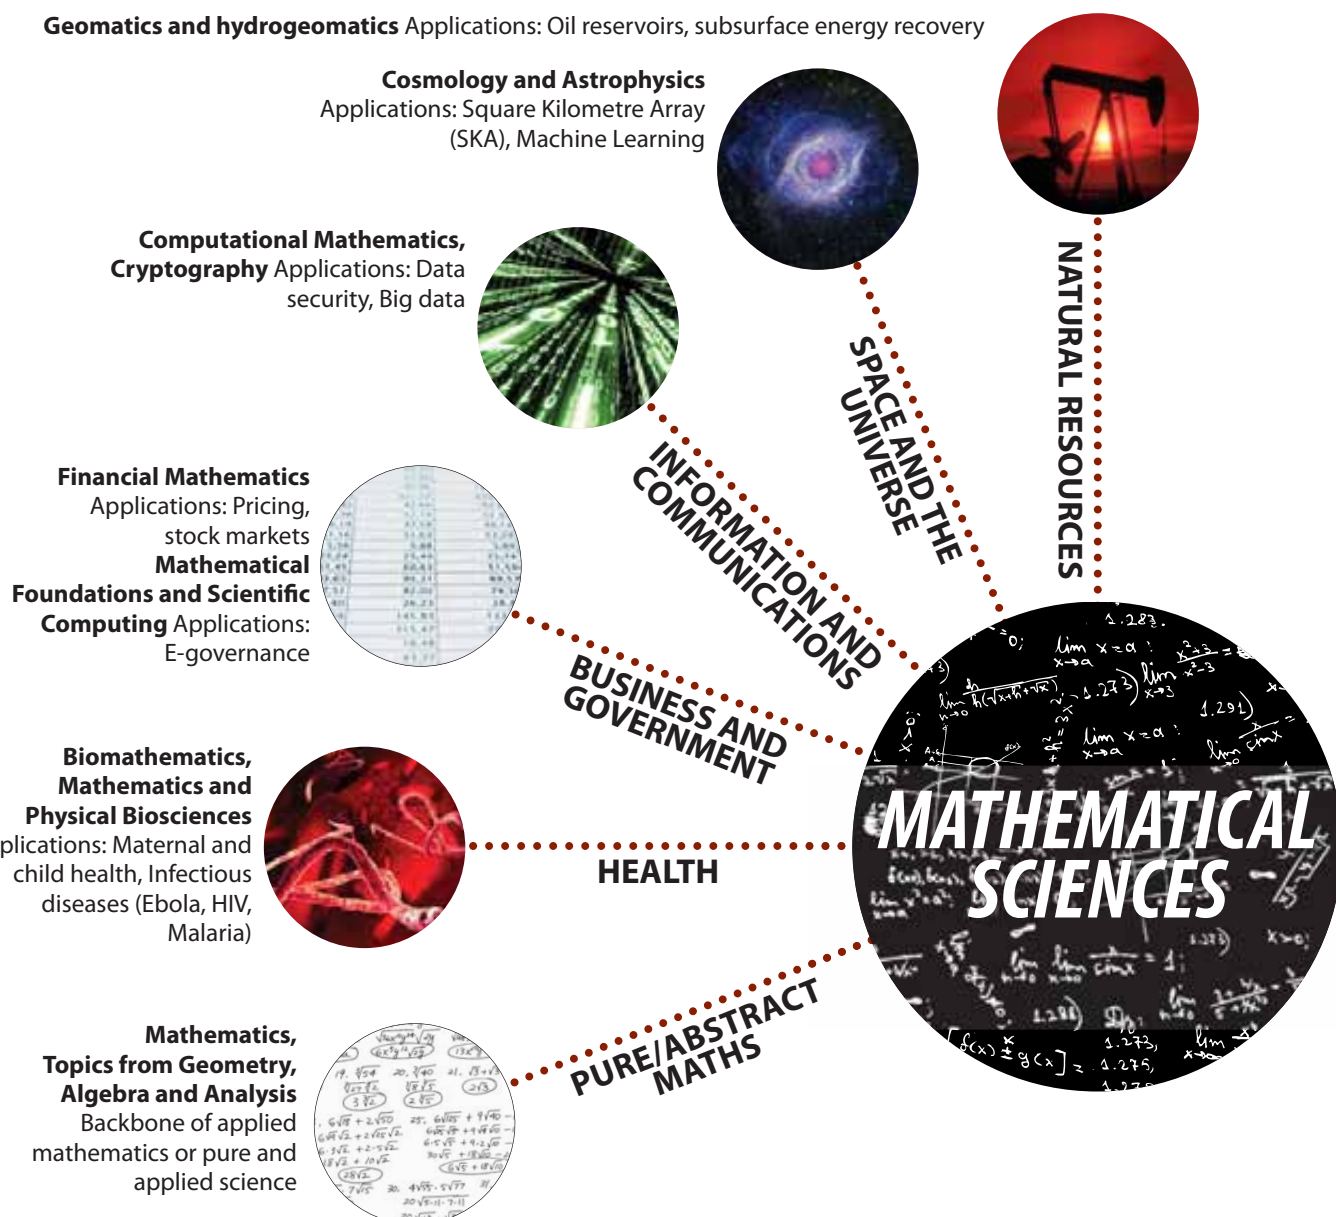 Geomatics and hydrogeomatics Applications: Oil reservoirs, subsurface energy recovery
Cosmology and Astrophysics
Applications: Square Kilometre Array
(SKA), Machine Learning
Computational Mathematics,
Cryptography Applications: Data
security, Big data
Financial Mathematics
Applications: Pricing,
stock markets
Mathematical
Foundations and Scientific
Computing Applications:
E-governance
Biomathematics,
Mathematics and
Physical Biosciences
plications: Maternal and
child health, Infectious
diseases (Ebola, HIV,
Malaria)
Mathematics,
Topics from Geometry,
Algebra and Analysis
Backbone of applied
mathematics or pure and
applied science
NATURAL RESOURCES
SPACE AND THE
UNIVERSE
INFORMATION AND
COMMUNICATIONS
BUSINESS AND
GOVERNMENT
HEALTH
PURE/ABSTRACT
MATHS
MATHEMATICAL
SCIENCES